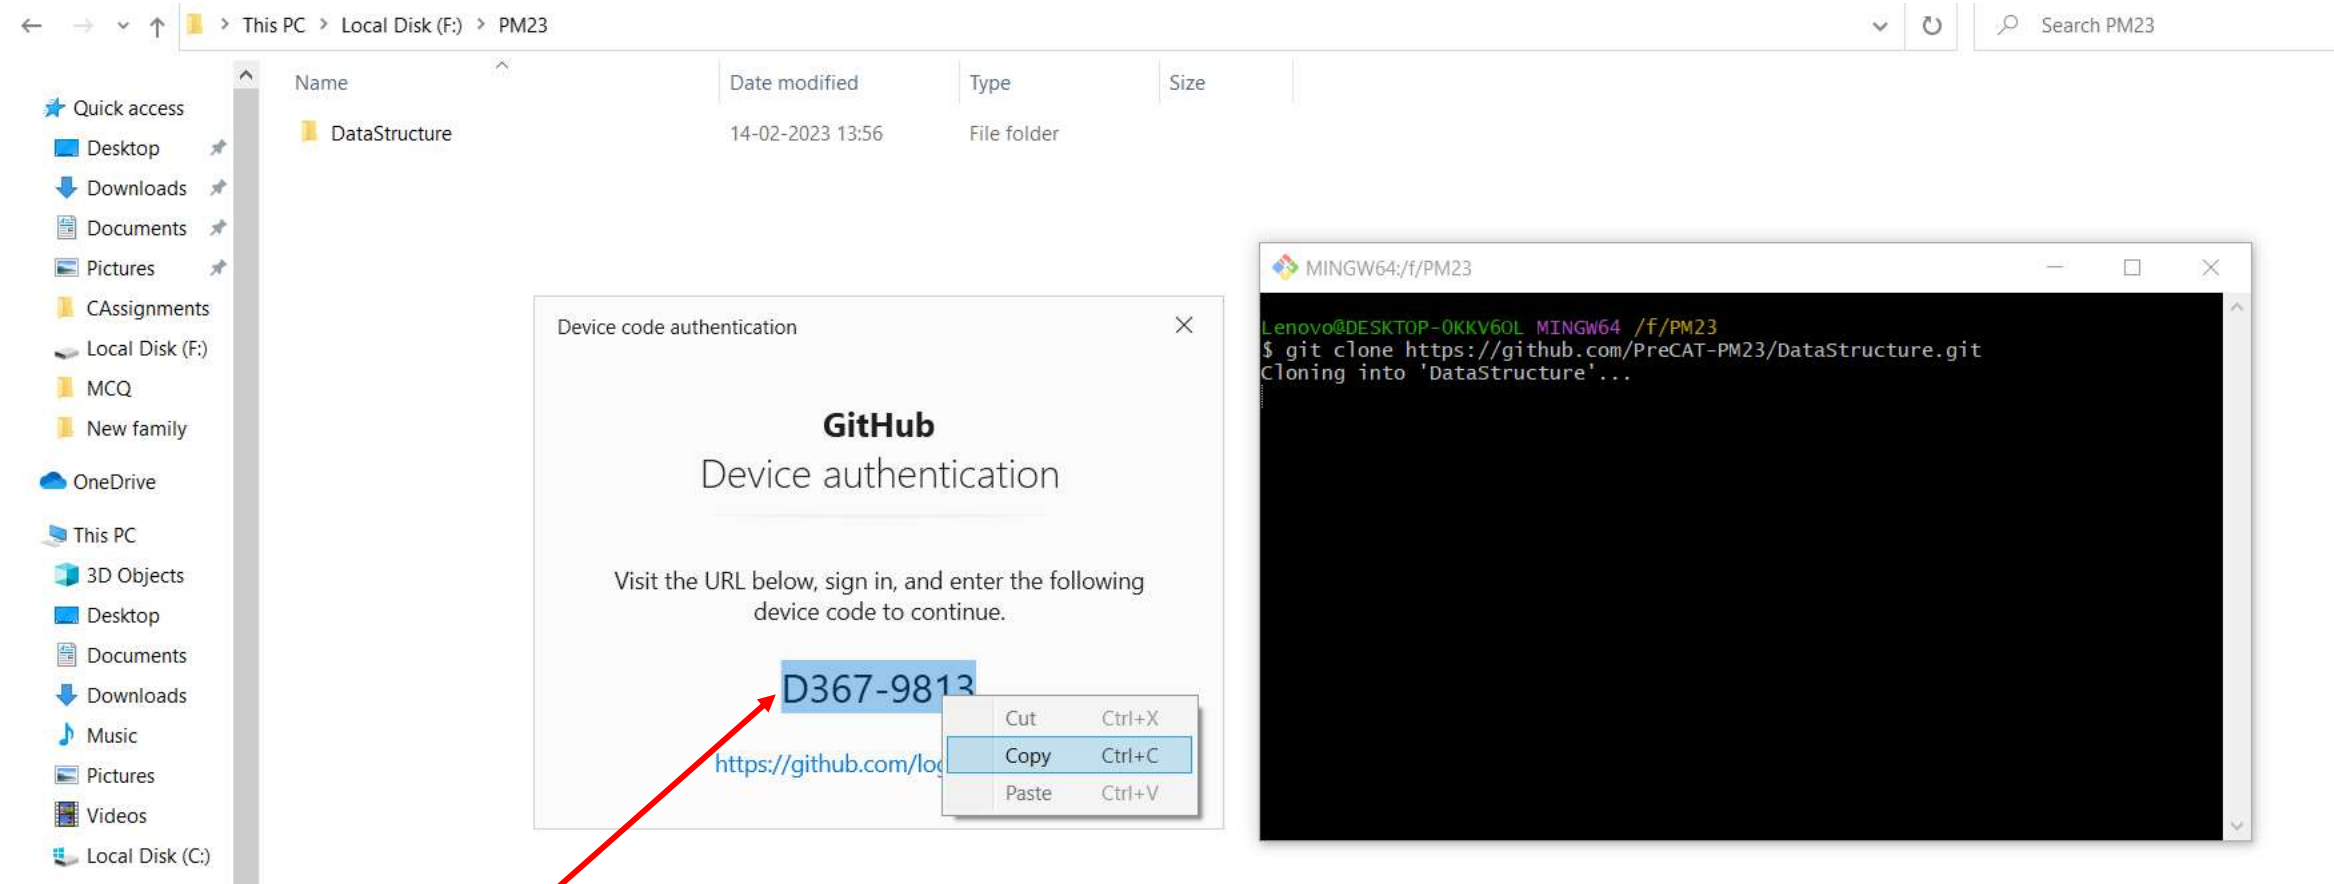 This PC > Local Disk (F:) > PM23
Search PM23
Name
Date modified
Type
Size
DataStructure
14-02-2023 13:56
File folder
Quick access
Desktop
Downloads
Documents
Pictures
CAssignments
Local Disk (F:)
MCQ
New family
OneDrive
This PC
3D Objects
Desktop
Documents
Downloads
Music
Pictures
Videos
Local Disk (C:)
Device code authentication
GitHub
Device authentication
Visit the URL below, sign in, and enter the following
device code to continue.
D367-9813
https://github.com/log
Cut Ctrl+X
Copy Ctrl+C
Paste Ctrl+V
MINGW64:/f/PM23
Lenovo@DESKTOP-0KKV6OL MINGW64 /f/PM23
$ git clone https://github.com/PreCAT-PM23/DataStructure.git
Cloning into 'DataStructure'...